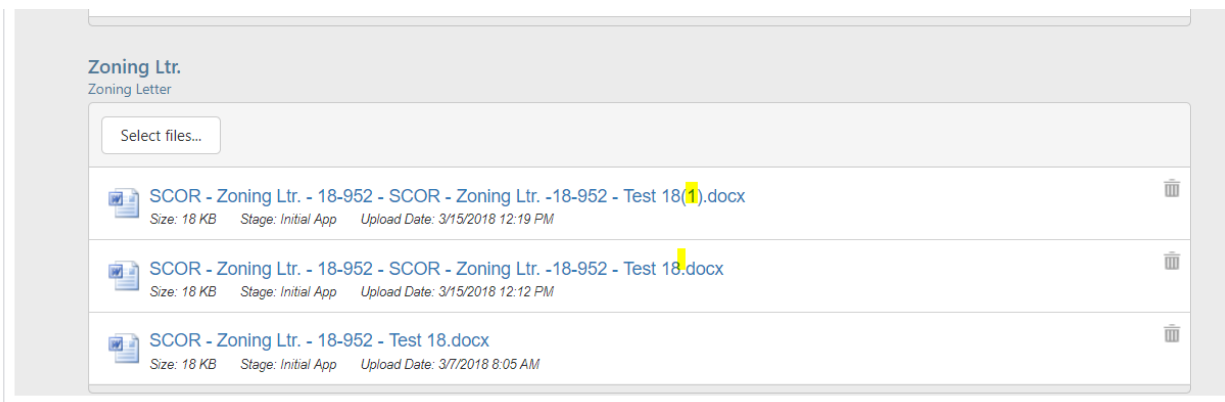 Zoning Ltr.
Zoning Letter
Select files...
SCOR - Zoning Ltr. - 18-952 - SCOR - Zoning Ltr. -18-952 - Test 18(1).docx
Size: 18 KB Stage: Initial App Upload Date: 3/15/2018 12:19 PM
SCOR - Zoning Ltr. - 18-952 - SCOR - Zoning Ltr. -18-952 - Test 18.docx
Size: 18 KB Stage: Initial App Upload Date: 3/15/2018 12:12 PM
SCOR - Zoning Ltr. - 18-952 - Test 18.docx
Size: 18 KB Stage: Initial App Upload Date: 3/7/2018 8:05 AM